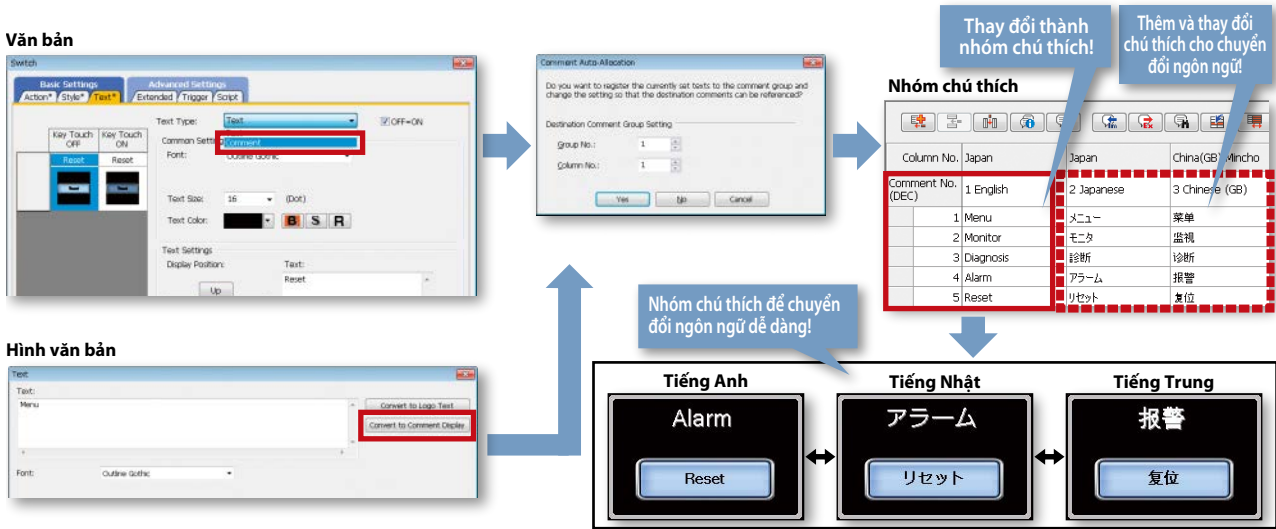 Văn bản
Switch
Basic Settings
Advanced Settings
Action* Style* Text* Extended Trigger Script
Text Type: Text
OFF=ON
Comment
Key Touch OFF
Key Touch ON
Reset
Reset
Common Setting
Font: Outline Gothic
Text Size: 16 (Dot)
Text Color: B S R
Text Settings
Display Position: Text:
Reset
Up
Comment Auto-Allocation
Do you want to register the currently set texts to the comment group and
change the setting so that the destination comments can be referenced?
Destination Comment Group Setting
Group No.: 1
Column No.: 1
Yes No Cancel
Thay đổi thành
nhóm chú thích!
Thêm và thay đổi
chú thích cho chuyển
đổi ngôn ngữ!
Nhóm chú thích
Column No. Japan Japan China(GB) Mincho
Comment No. (DEC) 1 English 2 Japanese 3 Chinese (GB)
1 Menu メニュー 菜单
2 Monitor モニタ 监视
3 Diagnosis 診断 诊断
4 Alarm アラーム 报警
5 Reset リセット 复位
Nhóm chú thích để chuyển
đổi ngôn ngữ dễ dàng!
Hình văn bản
Text
Text:
Menu
Convert to Logo Text
Convert to Comment Display
Font: Outline Gothic
Tiếng Anh
Alarm
Reset
Tiếng Nhật
アラーム
リセット
Tiếng Trung
报警
复位